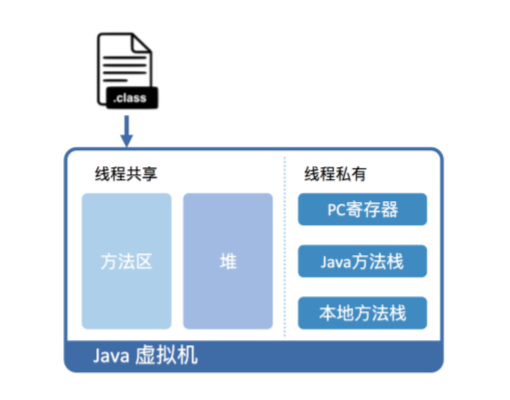 .class
线程共享
线程私有
方法区
堆
PC寄存器
Java方法栈
本地方法栈
Java 虚拟机